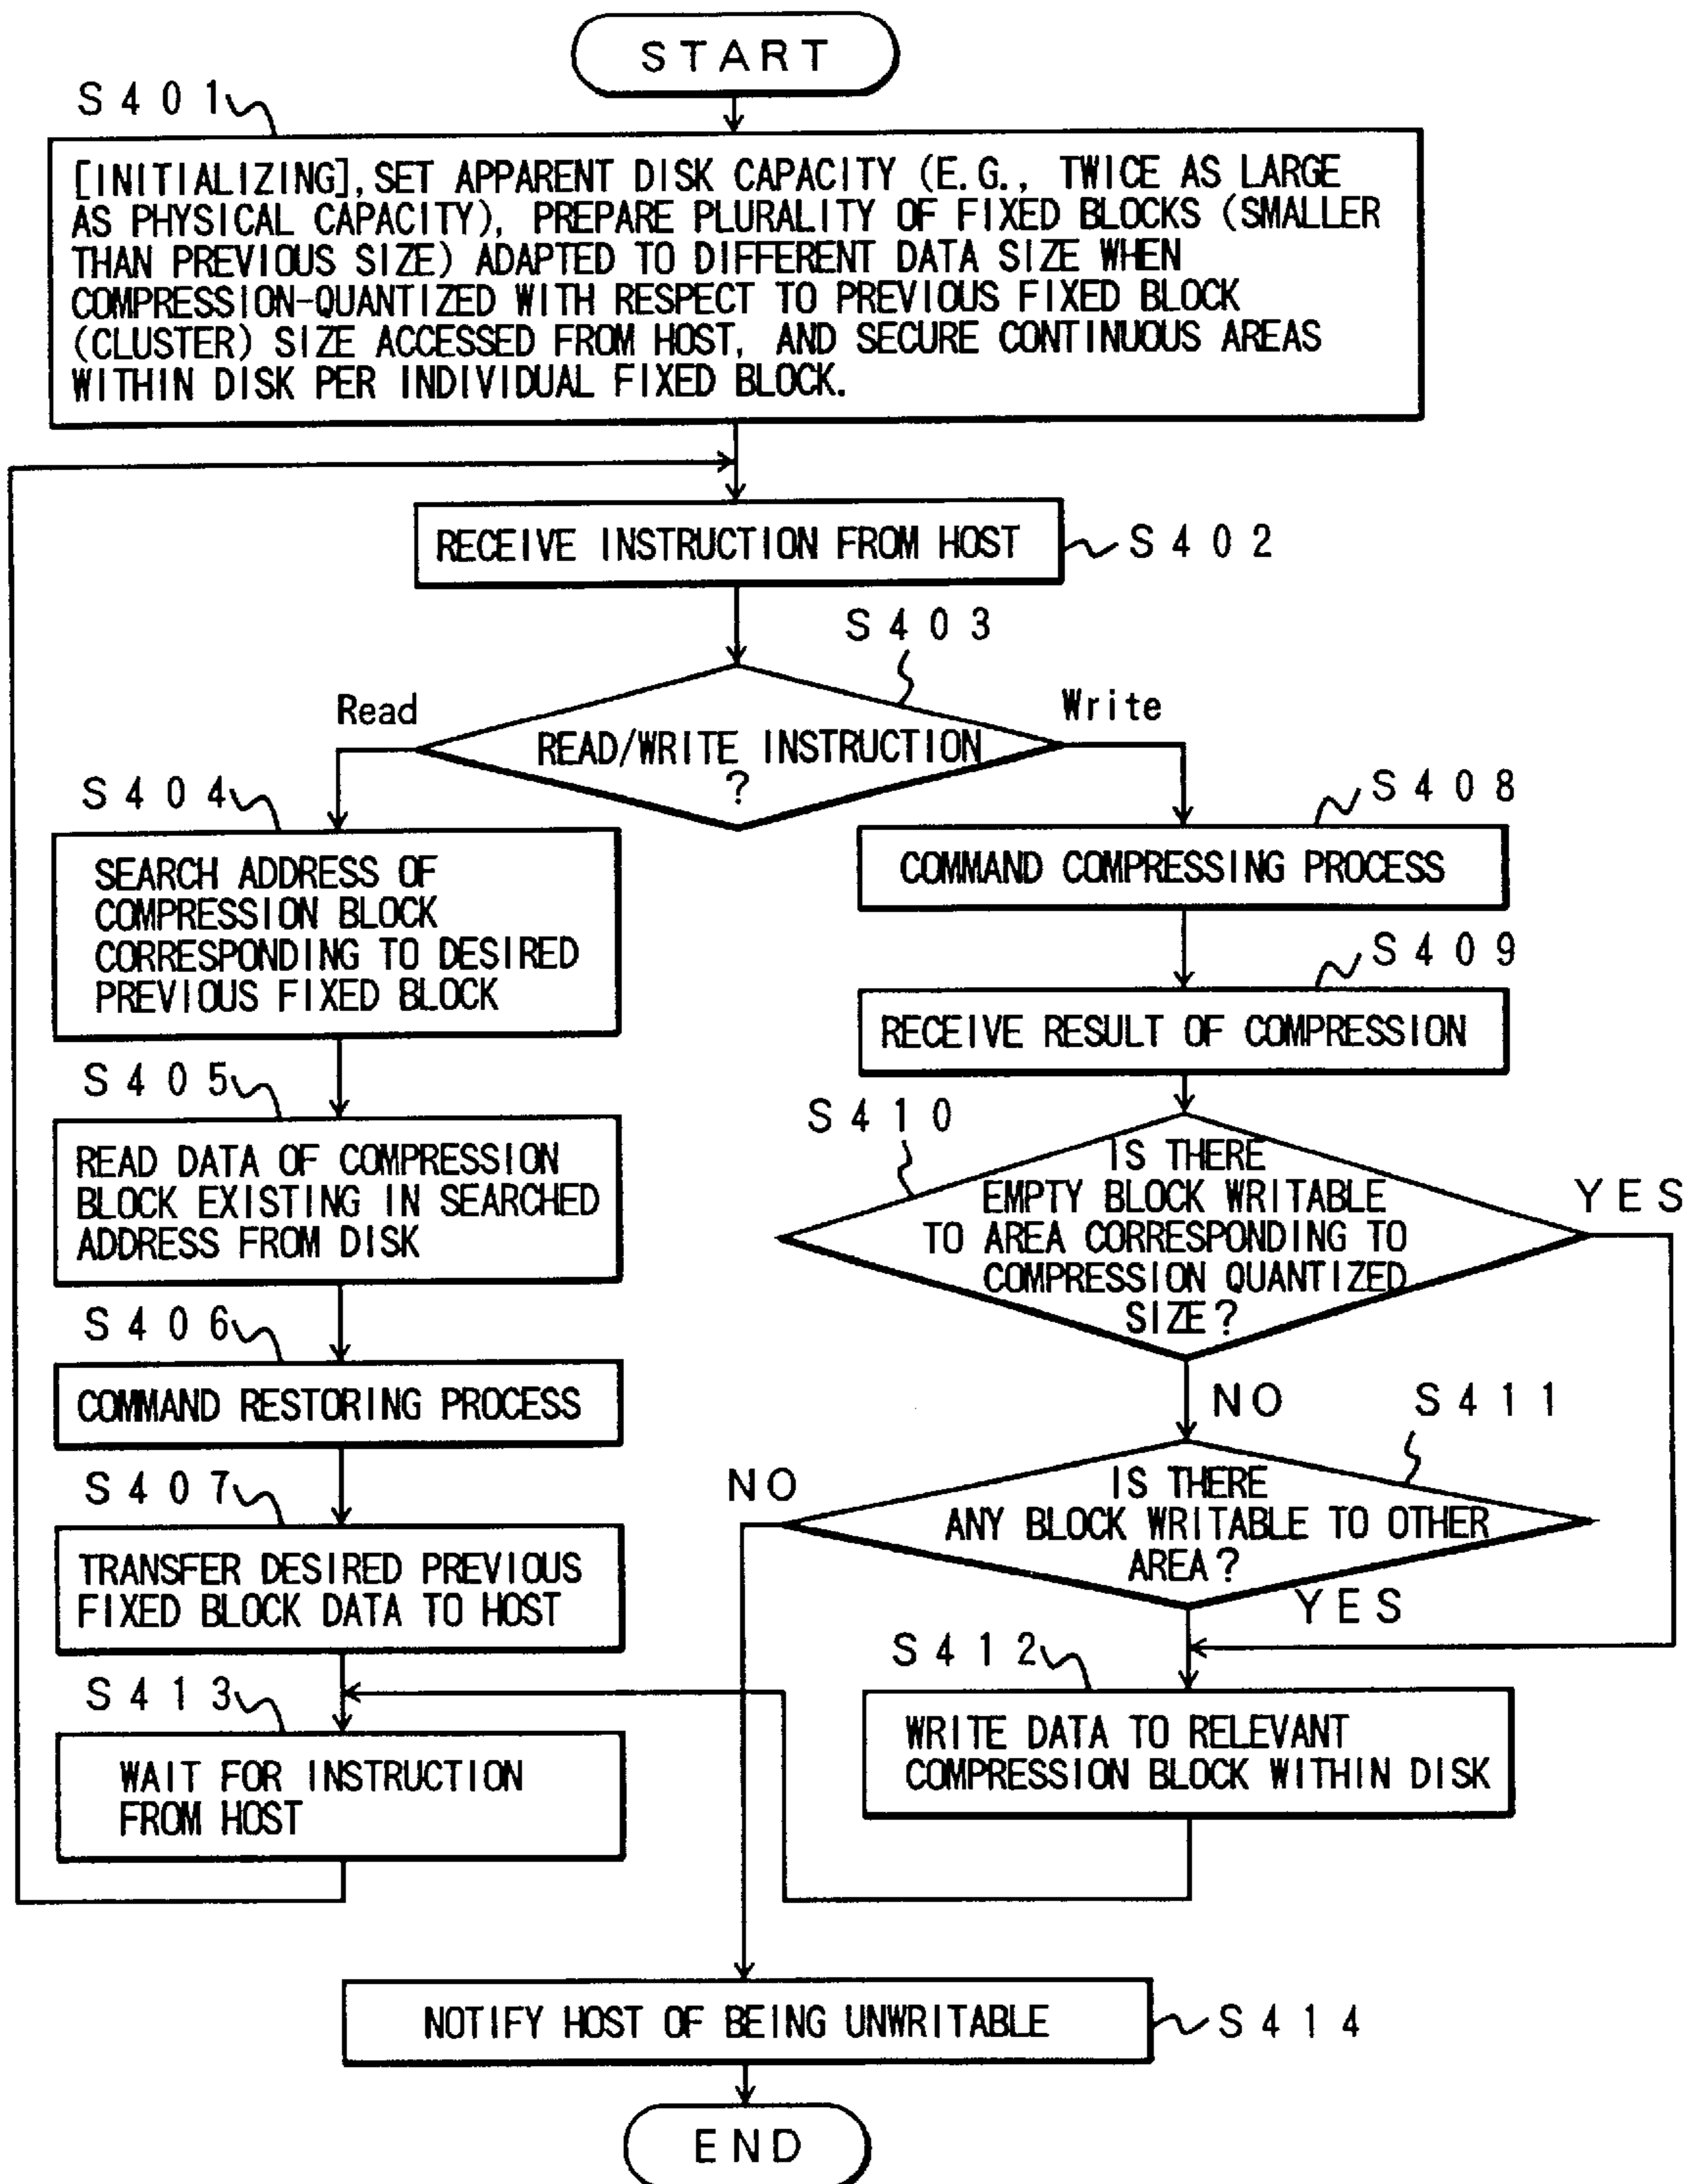 START
S401
[INITIALIZING], SET APPARENT DISK CAPACITY (E.G., TWICE AS LARGE
AS PHYSICAL CAPACITY), PREPARE PLURALITY OF FIXED BLOCKS (SMALLER
THAN PREVIOUS SIZE) ADAPTED TO DIFFERENT DATA SIZE WHEN
COMPRESSION-QUANTIZED WITH RESPECT TO PREVIOUS FIXED BLOCK
(CLUSTER) SIZE ACCESSED FROM HOST, AND SECURE CONTINUOUS AREAS
WITHIN DISK PER INDIVIDUAL FIXED BLOCK.
RECEIVE INSTRUCTION FROM HOST
S402
S403
Read
Write
READ/WRITE INSTRUCTION
?
S404
SEARCH ADDRESS OF
COMPRESSION BLOCK
CORRESPONDING TO DESIRED
PREVIOUS FIXED BLOCK
S405
READ DATA OF COMPRESSION
BLOCK EXISTING IN SEARCHED
ADDRESS FROM DISK
S406
COMMAND RESTORING PROCESS
S407
TRANSFER DESIRED PREVIOUS
FIXED BLOCK DATA TO HOST
S413
WAIT FOR INSTRUCTION
FROM HOST
S408
COMMAND COMPRESSING PROCESS
S409
RECEIVE RESULT OF COMPRESSION
S410
IS THERE
EMPTY BLOCK WRITABLE
TO AREA CORRESPONDING TO
COMPRESSION QUANTIZED
SIZE?
YES
NO
S411
IS THERE
ANY BLOCK WRITABLE TO OTHER
AREA?
NO
YES
S412
WRITE DATA TO RELEVANT
COMPRESSION BLOCK WITHIN DISK
NOTIFY HOST OF BEING UNWRITABLE
S414
END